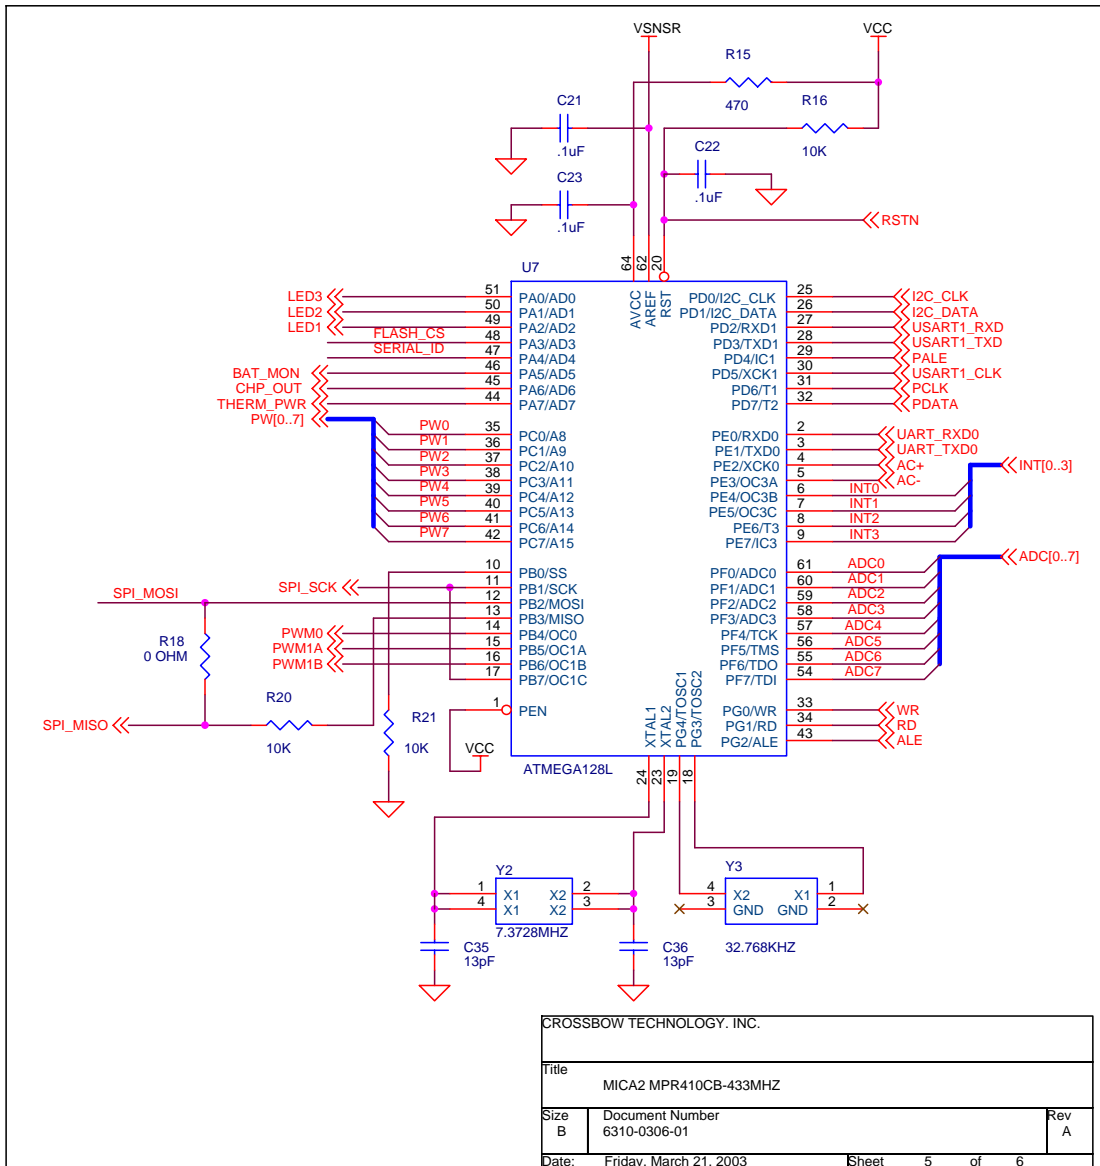 VSNSR VCC
R15
470
R16
10K
C21
.1uF
C22
.1uF
C23
.1uF
RSTN
U7
64 62 20
AVCC AREF RST
LED3 51 PA0/AD0 PD0/I2C_CLK 25 I2C_CLK
LED2 50 PA1/AD1 PD1/I2C_DATA 26 I2C_DATA
LED1 49 PA2/AD2 PD2/RXD1 27 USART1_RXD
FLASH_CS 48 PA3/AD3 PD3/TXD1 28 USART1_TXD
SERIAL_ID 47 PA4/AD4 PD4/IC1 29 PALE
BAT_MON 46 PA5/AD5 PD5/XCK1 30 USART1_CLK
CHP_OUT 45 PA6/AD6 PD6/T1 31 PCLK
THERM_PWR 44 PA7/AD7 PD7/T2 32 PDATA
PW[0..7]
PW0 35 PC0/A8 PE0/RXD0 2 UART_RXD0
PW1 36 PC1/A9 PE1/TXD0 3 UART_TXD0
PW2 37 PC2/A10 PE2/XCK0 4 AC+ INT[0..3]
PW3 38 PC3/A11 PE3/OC3A 5 AC-
PW4 39 PC4/A12 PE4/OC3B 6 INT0
PW5 40 PC5/A13 PE5/OC3C 7 INT1
PW6 41 PC6/A14 PE6/T3 8 INT2
PW7 42 PC7/A15 PE7/IC3 9 INT3
ADC[0..7]
10 PB0/SS PF0/ADC0 61 ADC0
SPI_SCK 11 PB1/SCK PF1/ADC1 60 ADC1
SPI_MOSI 12 PB2/MOSI PF2/ADC2 59 ADC2
13 PB3/MISO PF3/ADC3 58 ADC3
PWM0 14 PB4/OC0 PF4/TCK 57 ADC4
PWM1A 15 PB5/OC1A PF5/TMS 56 ADC5
PWM1B 16 PB6/OC1B PF6/TDO 55 ADC6
17 PB7/OC1C PF7/TDI 54 ADC7
R18
0 OHM
SPI_MISO
R20
10K
R21
10K
1 PEN
VCC
PG0/WR 33 WR
PG1/RD 34 RD
PG2/ALE 43 ALE
XTAL1 XTAL2 PG4/TOSC1 PG3/TOSC2
24 23 19 18
ATMEGA128L
Y2
1 X1 X2 2
4 X1 X2 3
7.3728MHZ
Y3
4 X2 X1 1
3 GND GND 2
32.768KHZ
C35
13pF
C36
13pF
CROSSBOW TECHNOLOGY. INC.
Title
MICA2 MPR410CB-433MHZ
Size Document Number Rev
B 6310-0306-01 A
Date: Friday, March 21, 2003 Sheet 5 of 6